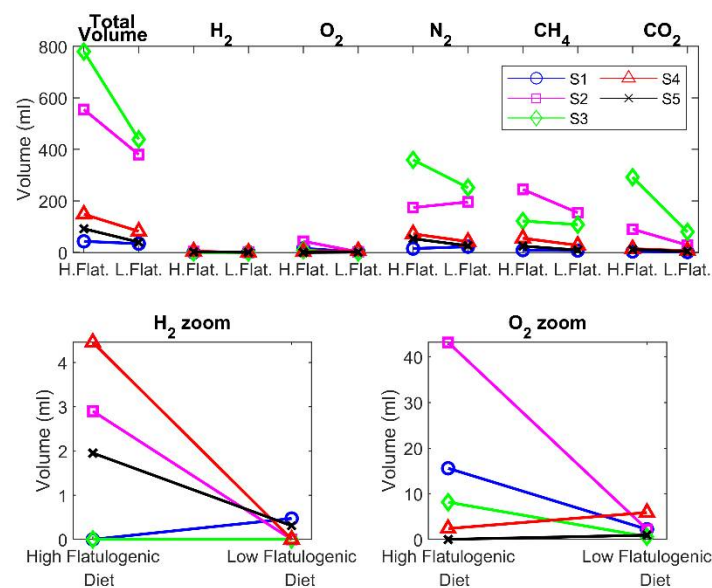 Total Volume H₂ O₂ N₂ CH₄ CO₂
800
600
400
200
0
Volume (ml)
S1 S4
S2 S5
S3
H.Flat. L.Flat. H.Flat. L.Flat. H.Flat. L.Flat. H.Flat. L.Flat. H.Flat. L.Flat. H.Flat. L.Flat.
H₂ zoom
4
3
2
1
0
Volume (ml)
High Flatulogenic Diet
Low Flatulogenic Diet
O₂ zoom
40
30
20
10
0
Volume (ml)
High Flatulogenic Diet
Low Flatulogenic Diet